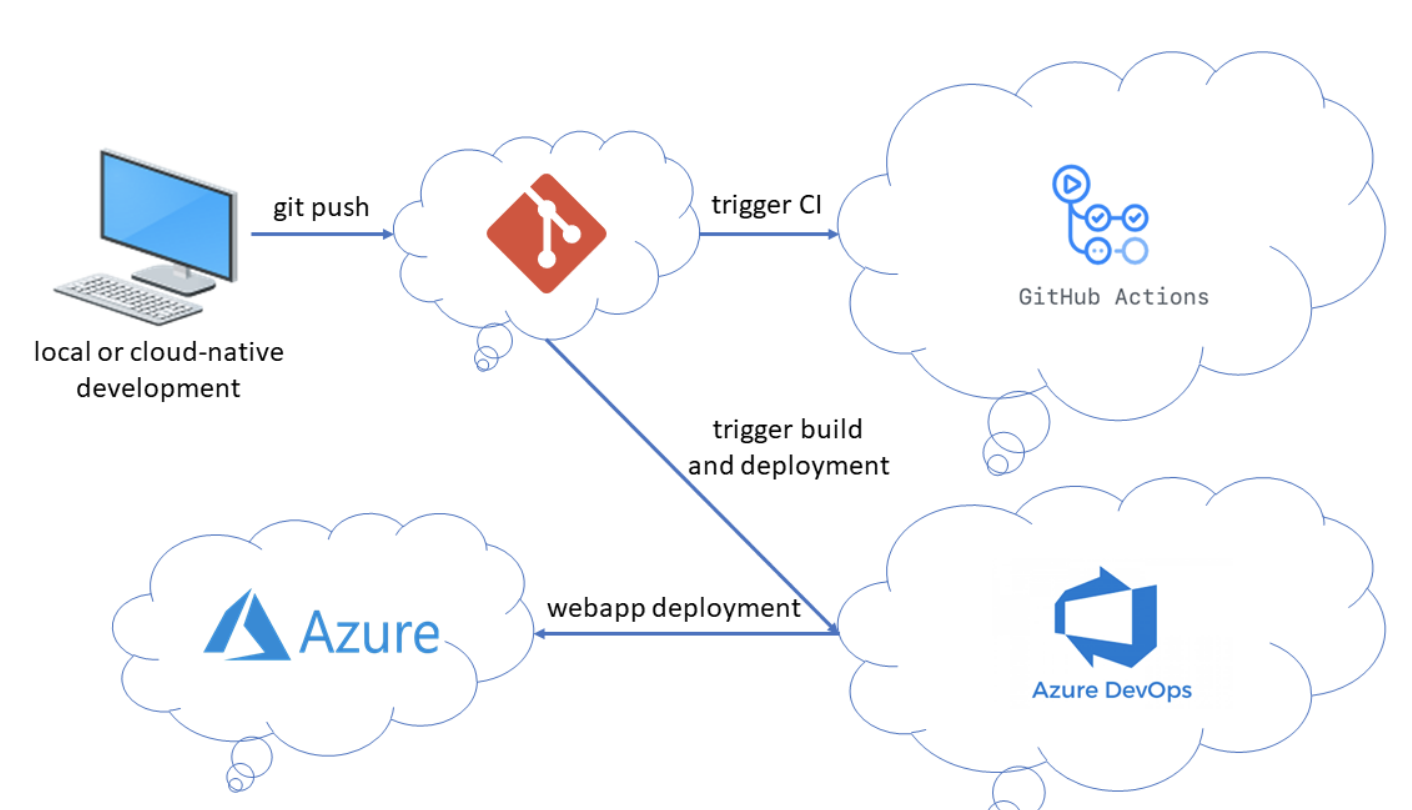 git push
trigger CI
GitHub Actions
local or cloud-native
development
trigger build
and deployment
webapp deployment
Azure
Azure DevOps